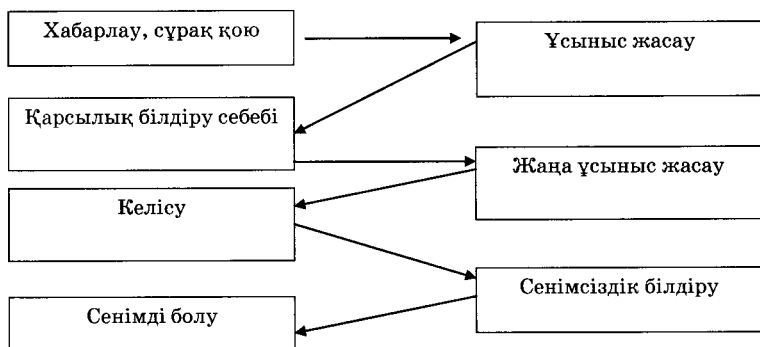 Хабарлау, сұрақ қою
Ұсыныс жасау
Қарсылық білдіру себебі
Жаңа ұсыныс жасау
Келісу
Сенімсіздік білдіру
Сенімді болу